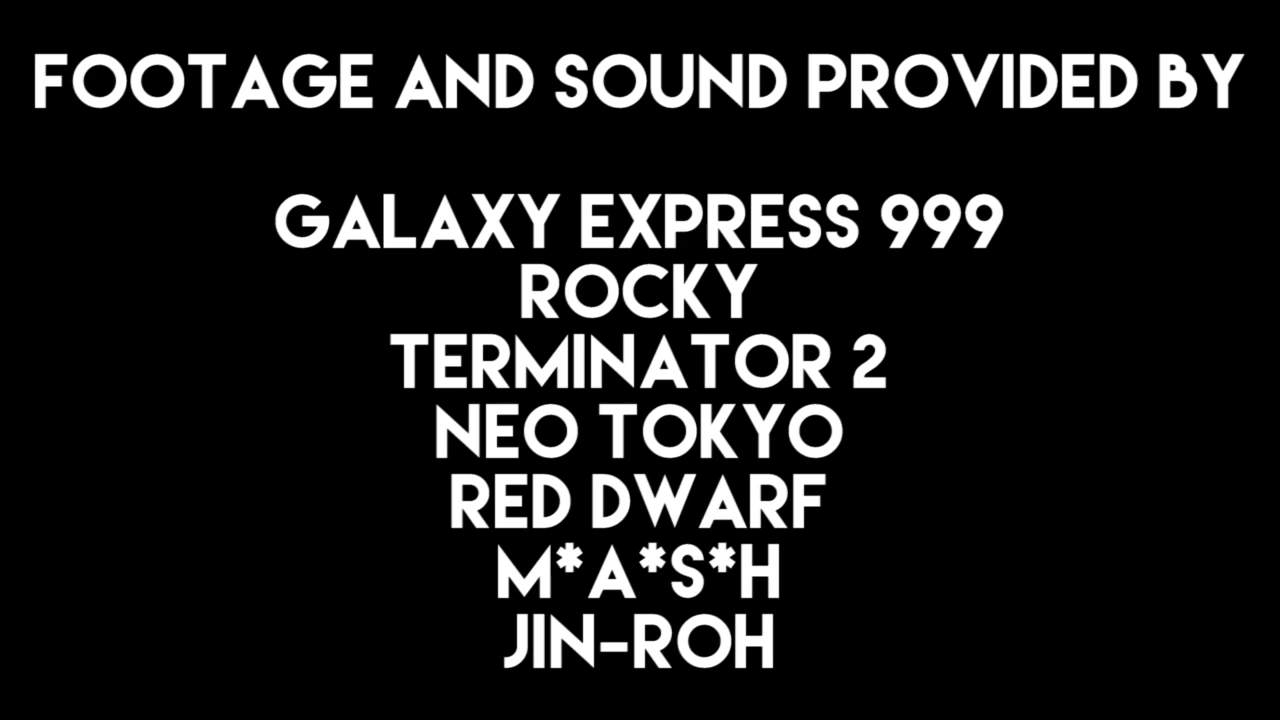 FOOTAGE AND SOUND PROVIDED BY
GALAXY EXPRESS 999
ROCKY
TERMINATOR 2
NEO TOKYO
RED DWARF
M*A*S*H
JIN-ROH